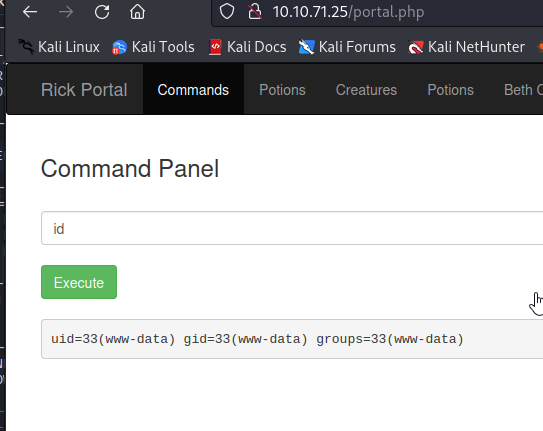 10.10.71.25/portal.php
Kali Linux Kali Tools Kali Docs Kali Forums Kali NetHunter
Rick Portal Commands Potions Creatures Potions Beth
Command Panel
id
Execute
uid=33(www-data) gid=33(www-data) groups=33(www-data)